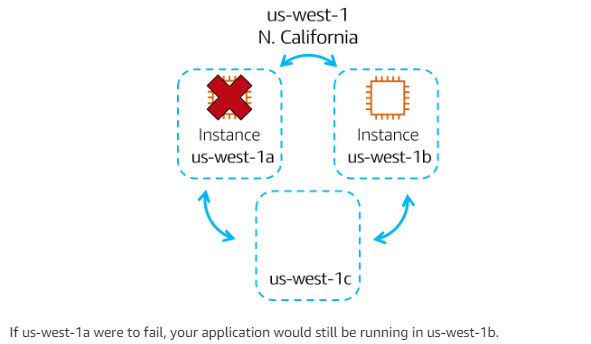 us-west-1
N. California
Instance
us-west-1a
Instance
us-west-1b
us-west-1c
If us-west-1a were to fail, your application would still be running in us-west-1b.